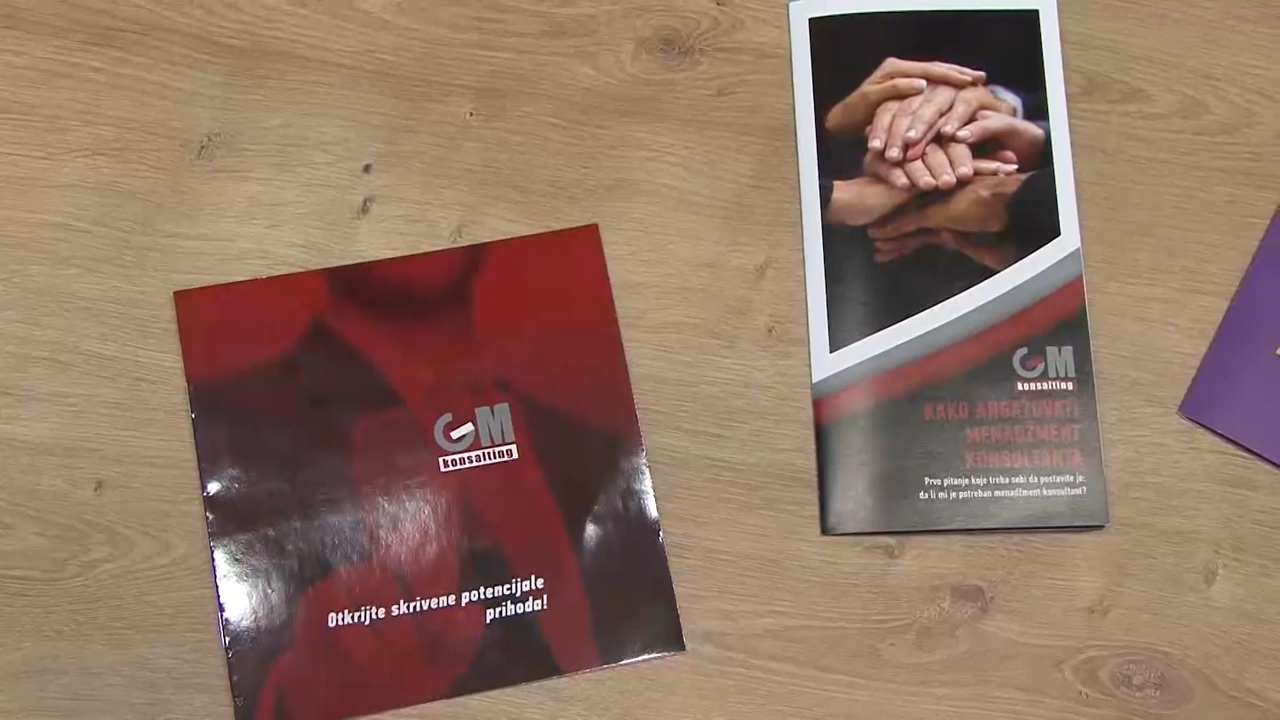 GM
konsalting
Otkrijte skrivene potencijale
prihoda!
GM
konsalting
KAKO ANGAŽOVATI
MENADŽMENT
KONSULTANTA
Prvo pitanje koje treba sebi da postavite je:
da li mi je potreban menadžment konsultant?